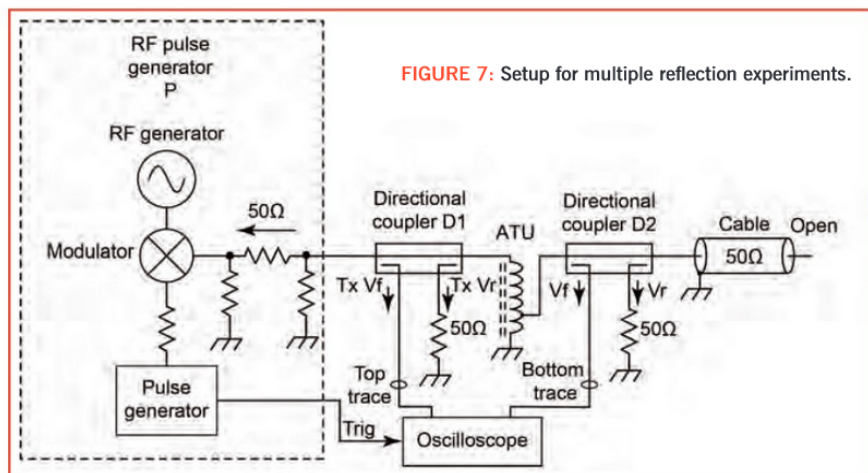 RF pulse
generator
P
FIGURE 7: Setup for multiple reflection experiments.
RF generator
50Ω
Modulator
Directional
coupler D1
ATU
Directional
coupler D2
Cable
Open
50Ω
Tx Vf
Tx Vr
Vf
Vr
50Ω
50Ω
Pulse
generator
Top
trace
Bottom
trace
Trig
Oscilloscope